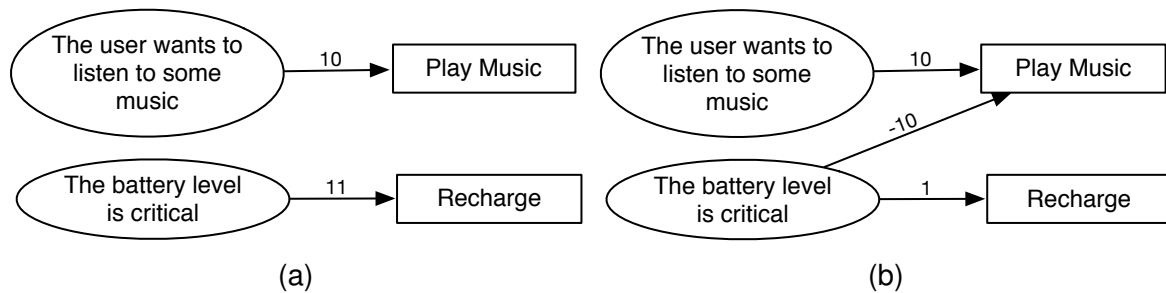 The user wants to
listen to some
music
10
Play Music
The battery level
is critical
11
Recharge
(a)
The user wants to
listen to some
music
10
Play Music
-10
The battery level
is critical
1
Recharge
(b)